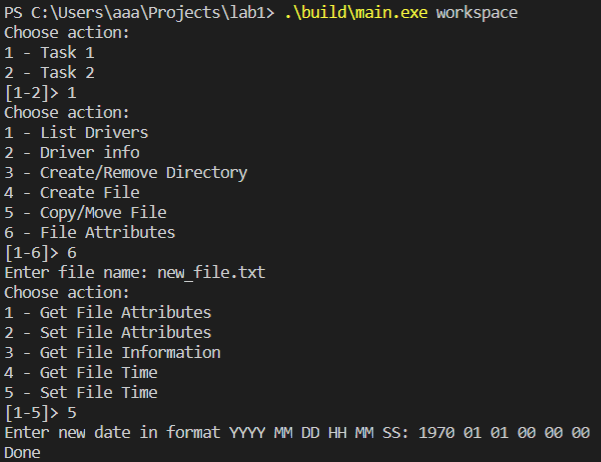 PS C:\Users\aaa\Projects\lab1> .\build\main.exe workspace
Choose action:
1 - Task 1
2 - Task 2
[1-2]> 1
Choose action:
1 - List Drivers
2 - Driver info
3 - Create/Remove Directory
4 - Create File
5 - Copy/Move File
6 - File Attributes
[1-6]> 6
Enter file name: new_file.txt
Choose action:
1 - Get File Attributes
2 - Set File Attributes
3 - Get File Information
4 - Get File Time
5 - Set File Time
[1-5]> 5
Enter new date in format YYYY MM DD HH MM SS: 1970 01 01 00 00 00
Done